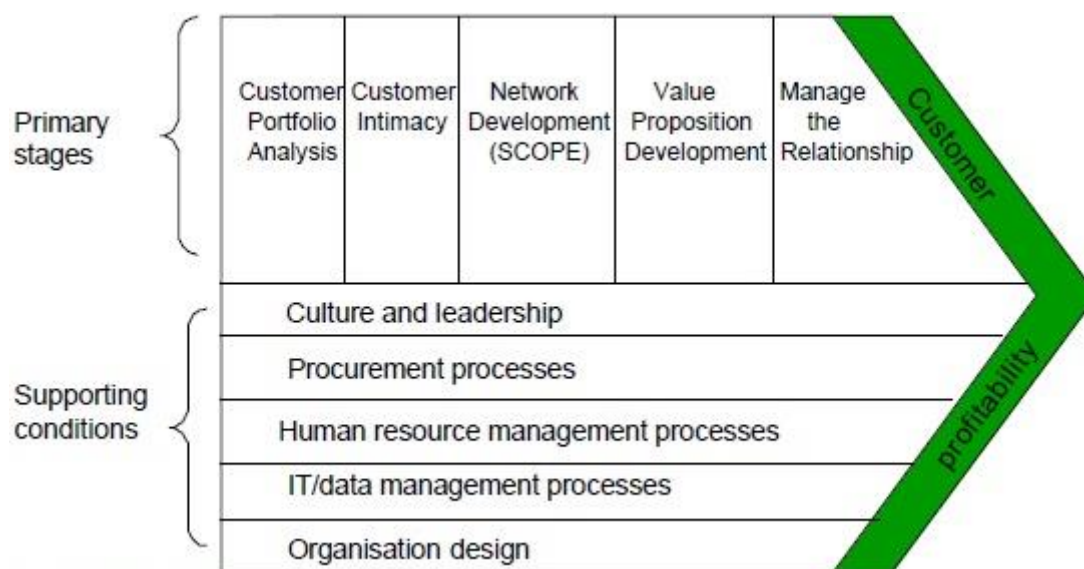 Primary
stages
Customer
Portfolio
Analysis
Customer
Intimacy
Network
Development
(SCOPE)
Value
Proposition
Development
Manage
the
Relationship
Customer
Supporting
conditions
Culture and leadership
Procurement processes
Human resource management processes
IT/data management processes
Organisation design
profitability